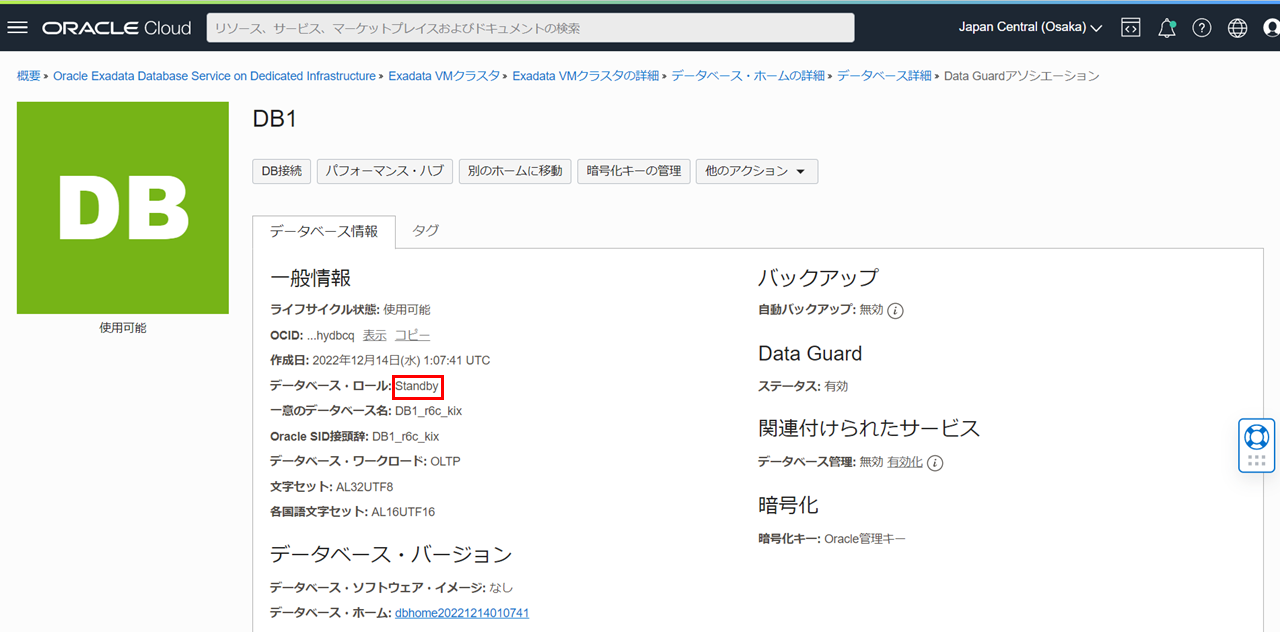 ORACLE Cloud
リソース、サービス、マーケットプレイスおよびドキュメントの検索
Japan Central (Osaka)
概要 » Oracle Exadata Database Service on Dedicated Infrastructure » Exadata VMクラスタ » Exadata VMクラスタの詳細 » データベース・ホームの詳細 » データベース詳細 » Data Guardアソシエーション
DB
使用可能
DB1
DB接続 パフォーマンス・ハブ 別のホームに移動 暗号化キーの管理 他のアクション
データベース情報 タグ
一般情報
ライフサイクル状態: 使用可能
OCID: ...hydbcq 表示 コピー
作成日: 2022年12月14日(水) 1:07:41 UTC
データベース・ロール: Standby
一意のデータベース名: DB1_r6c_kix
Oracle SID接頭辞: DB1_r6c_kix
データベース・ワークロード: OLTP
文字セット: AL32UTF8
各国語文字セット: AL16UTF16
データベース・バージョン
データベース・ソフトウェア・イメージ: なし
データベース・ホーム: dbhome20221214010741
バックアップ
自動バックアップ: 無効
Data Guard
ステータス: 有効
関連付けられたサービス
データベース管理: 無効 有効化
暗号化
暗号化キー: Oracle管理キー